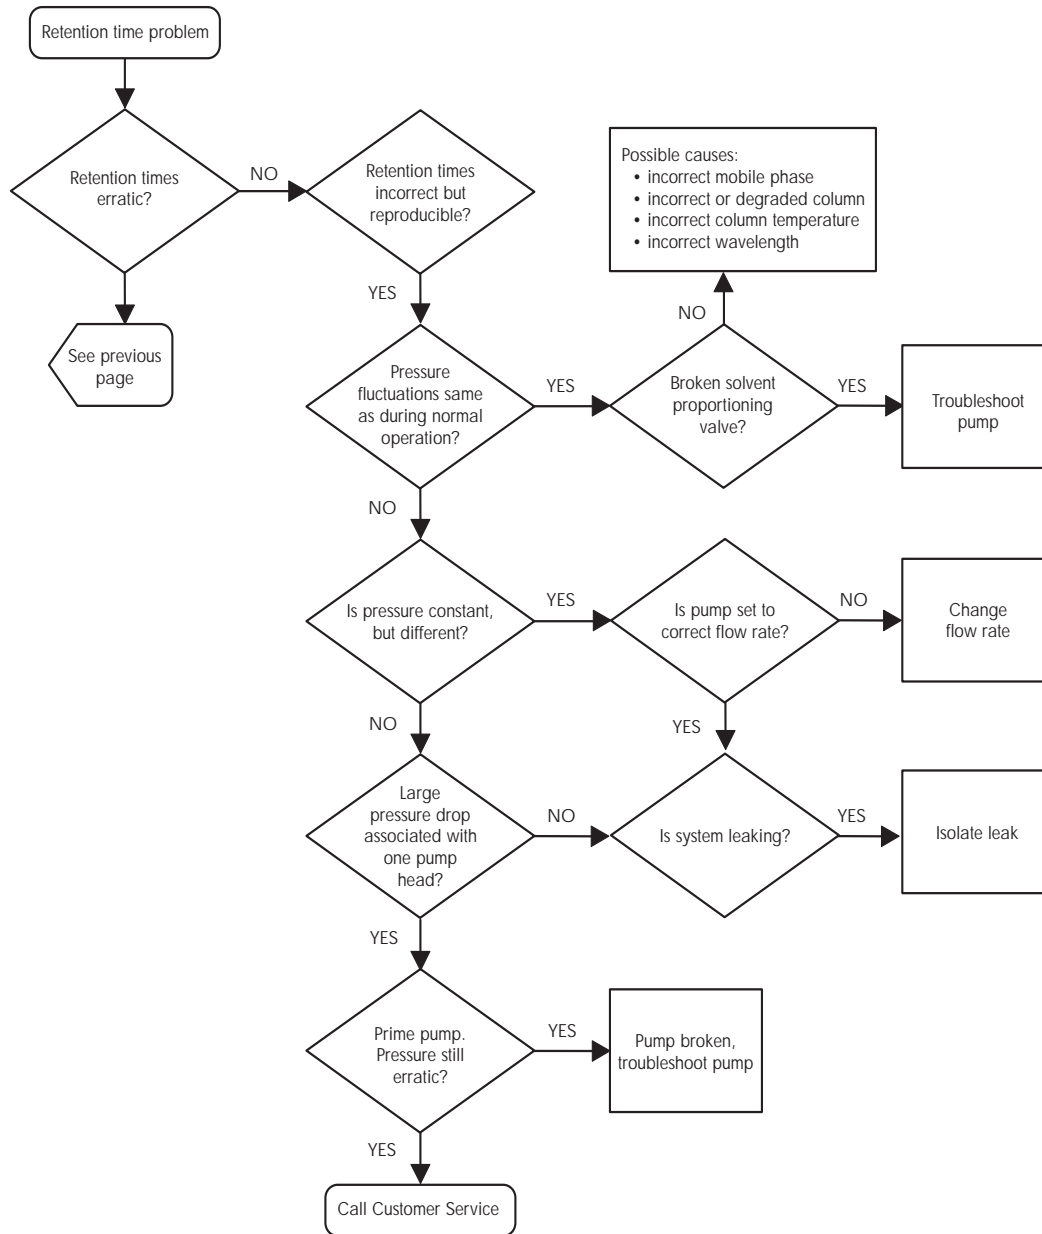 Retention time problem
Retention times
erratic?
NO
Retention times
incorrect but
reproducible?
Possible causes:
• incorrect mobile phase
• incorrect or degraded column
• incorrect column temperature
• incorrect wavelength
YES
NO
See previous
page
Pressure
fluctuations same
as during normal
operation?
YES
Broken solvent
proportioning
valve?
YES
Troubleshoot
pump
NO
Is pressure constant,
but different?
YES
Is pump set to
correct flow rate?
NO
Change
flow rate
NO
YES
Large
pressure drop
associated with
one pump
head?
NO
Is system leaking?
YES
Isolate leak
YES
Prime pump.
Pressure still
erratic?
YES
Pump broken,
troubleshoot pump
YES
Call Customer Service